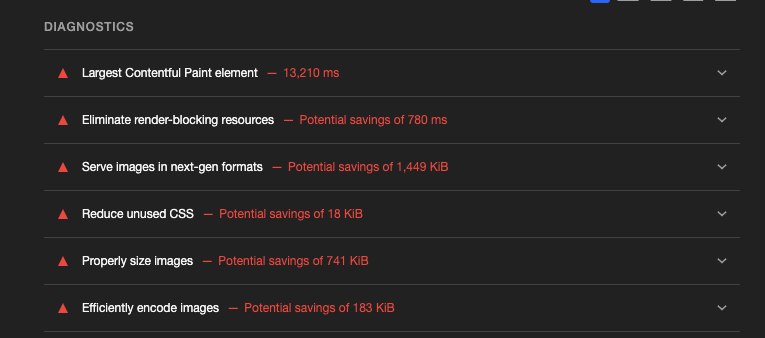 DIAGNOSTICS
Largest Contentful Paint element — 13,210 ms
Eliminate render-blocking resources — Potential savings of 780 ms
Serve images in next-gen formats — Potential savings of 1,449 KiB
Reduce unused CSS — Potential savings of 18 KiB
Properly size images — Potential savings of 741 KiB
Efficiently encode images — Potential savings of 183 KiB